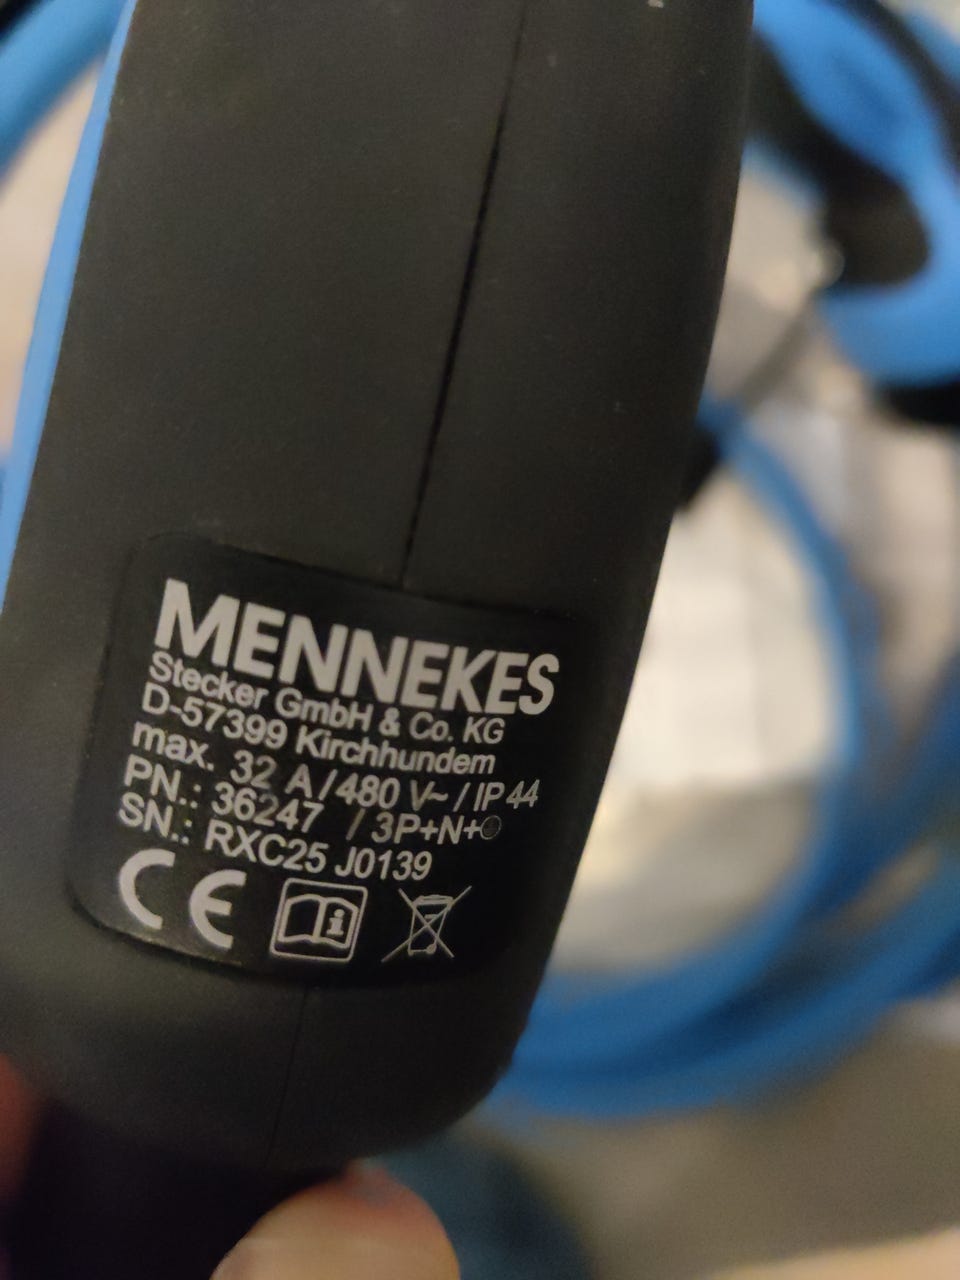 MENNEKES
Stecker GmbH & Co. KG
D-57399 Kirchhundem
max. 32 A/480 V~ / IP 44
PN.: 36247 / 3P+N+⏚
SN.: RXC25 J0139
CE